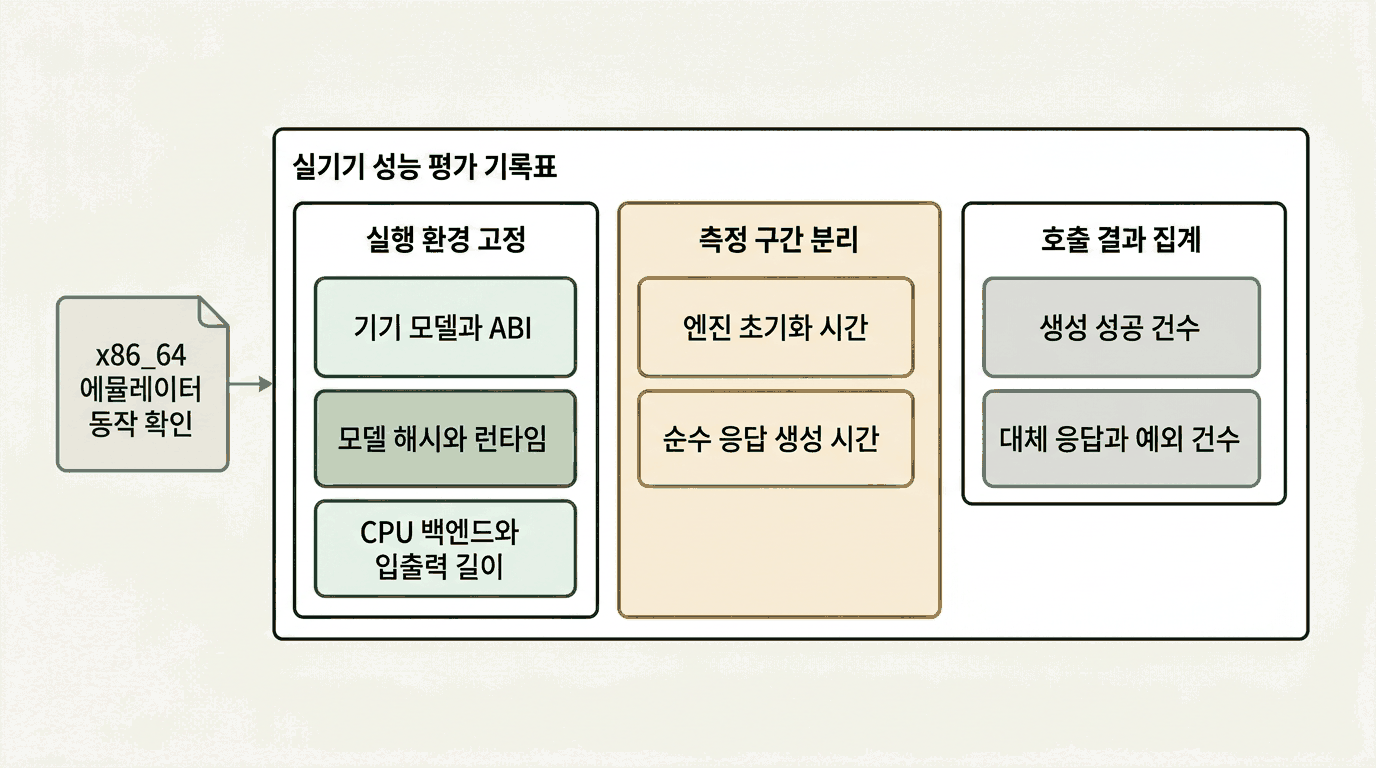 x86_64
에뮬레이터
동작 확인
실기기 성능 평가 기록표
실행 환경 고정
기기 모델과 ABI
모델 해시와 런타임
CPU 백엔드와
입출력 길이
측정 구간 분리
엔진 초기화 시간
순수 응답 생성 시간
호출 결과 집계
생성 성공 건수
대체 응답과 예외 건수